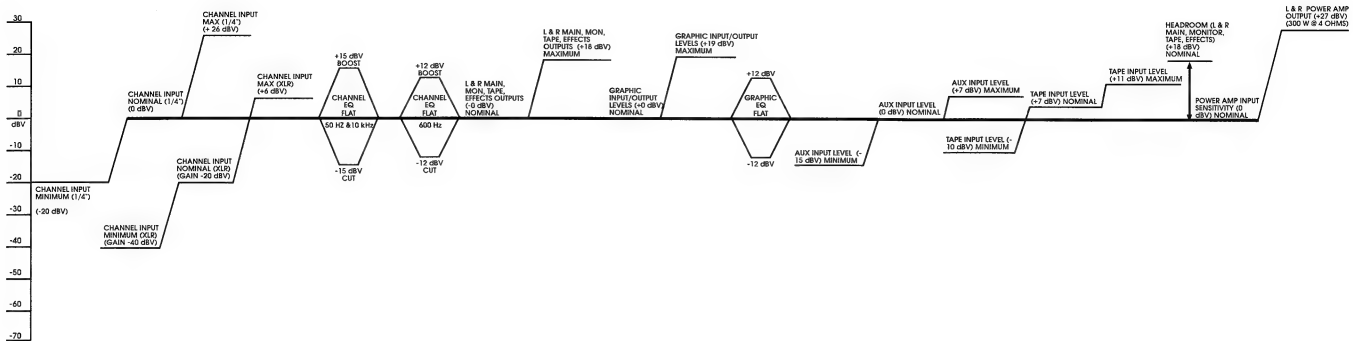 30
20
10
0
dBV
-10
-20
-30
-40
-50
-60
-70
CHANNEL INPUT
MINIMUM (1/4")
(-20 dBV)
CHANNEL INPUT
MINIMUM (XLR)
(GAIN -40 dBV)
CHANNEL INPUT
NOMINAL (1/4")
(0 dBV)
CHANNEL INPUT
NOMINAL (XLR)
(GAIN -20 dBV)
CHANNEL INPUT
MAX (1/4")
(+ 26 dBV)
CHANNEL INPUT
MAX (XLR)
(+6 dBV)
+15 dBV
BOOST
CHANNEL
EQ
FLAT
50 HZ &10 kHz
-15 dBV
CUT
+12 dBV
BOOST
CHANNEL
EQ
FLAT
600 Hz
-12 dBV
CUT
L & R MAIN,
MON, TAPE,
EFFECTS OUTPUTS
(-0 dBV)
NOMINAL
L & R MAIN, MON,
TAPE, EFFECTS
OUTPUTS (+18 dBV)
MAXIMUM
GRAPHIC
INPUT/OUTPUT
LEVELS (+0 dBV)
NOMINAL
GRAPHIC INPUT/OUTPUT
LEVELS (+19 dBV)
MAXIMUM
+12 dBV
GRAPHIC
EQ
FLAT
-12 dBV
AUX INPUT LEVEL (-
15 dBV) MINIMUM
AUX INPUT LEVEL
(0 dBV) NOMINAL
AUX INPUT LEVEL
(+7 dBV) MAXIMUM
TAPE INPUT LEVEL (-
10 dBV) MINIMUM
TAPE INPUT LEVEL
(+7 dBV) NOMINAL
TAPE INPUT LEVEL
(+11 dBV) MAXIMUM
HEADROOM (L & R
MAIN, MONITOR,
TAPE, EFFECTS)
(+18 dBV)
NOMINAL
POWER AMP INPUT
SENSITIVITY (0
dBV) NOMINAL
L & R POWER AMP
OUTPUT (+27 dBV)
(300 W @ 4 OHMS)